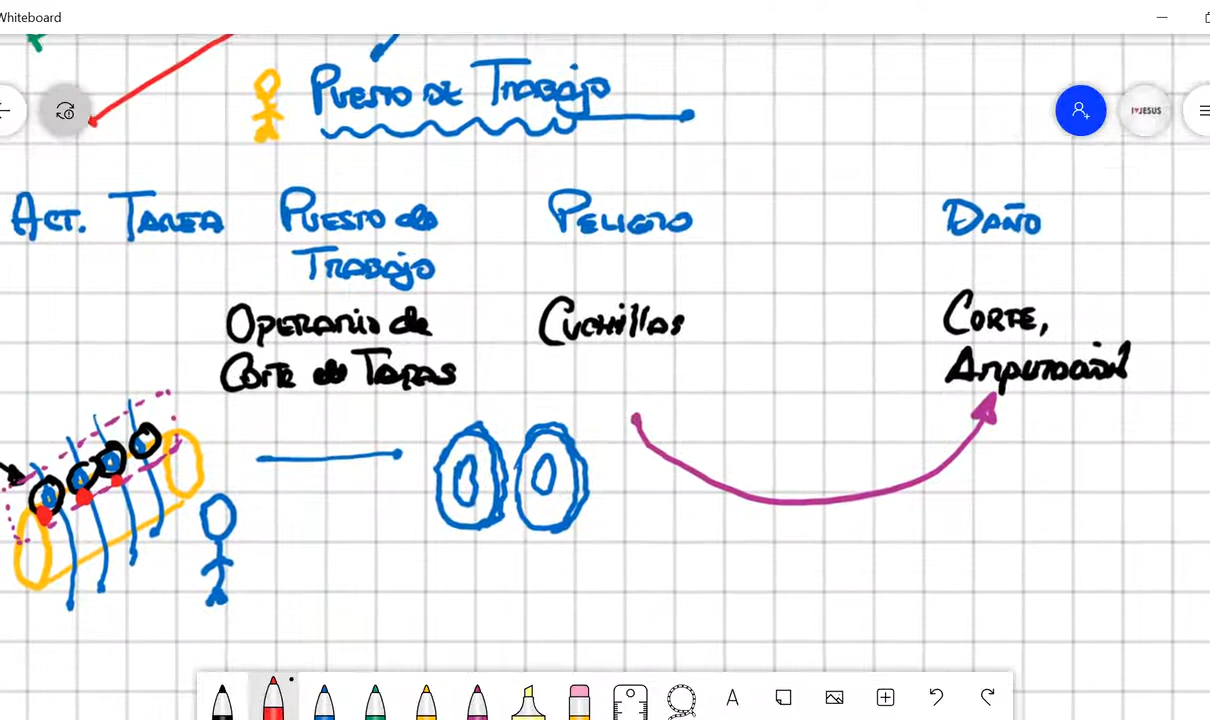 Whiteboard
PUESTO DE TRABAJO
I♥JESUS
ACT. TAREA PUESTO de TRABAJO PELIGRO DAÑO
OPERARIO de Corte de TAPAS CUCHILLAS CORTE, AMPUTACIÓN
A